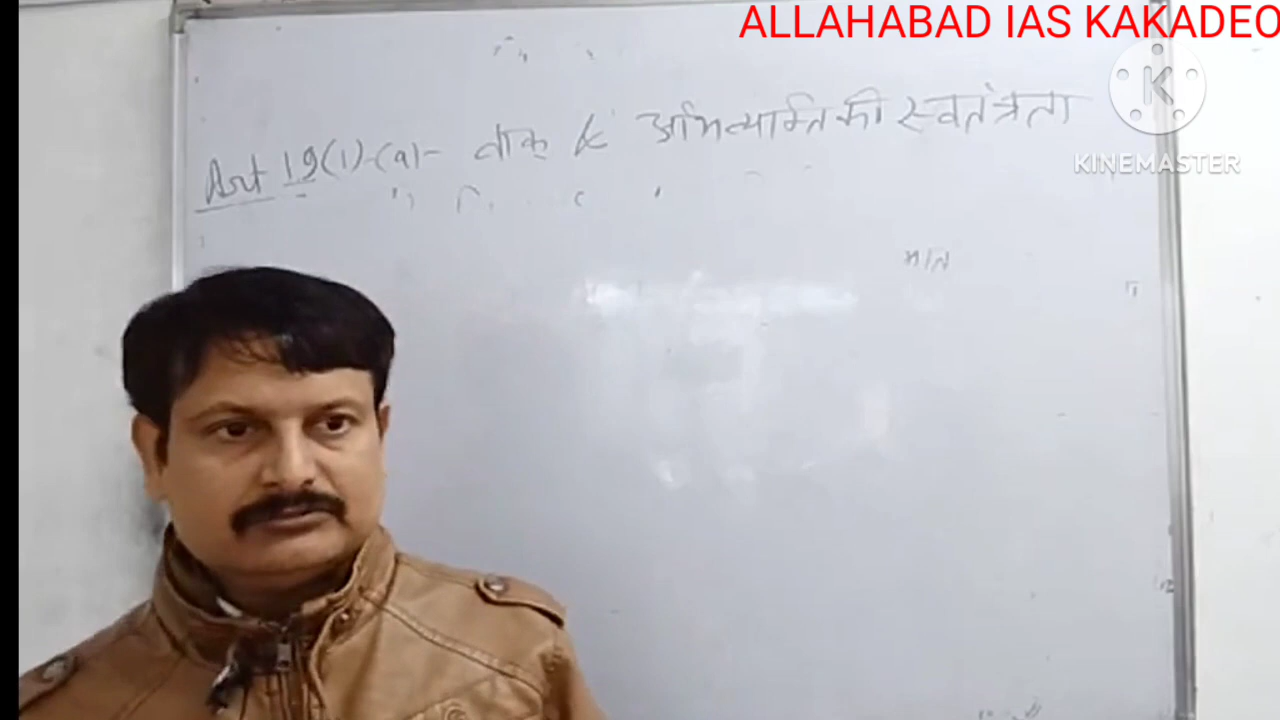 ALLAHABAD IAS KAKADEO
K
KINEMASTER
Art 19(1)-(a)- वाक् & अभिव्यक्ति की स्वतंत्रता